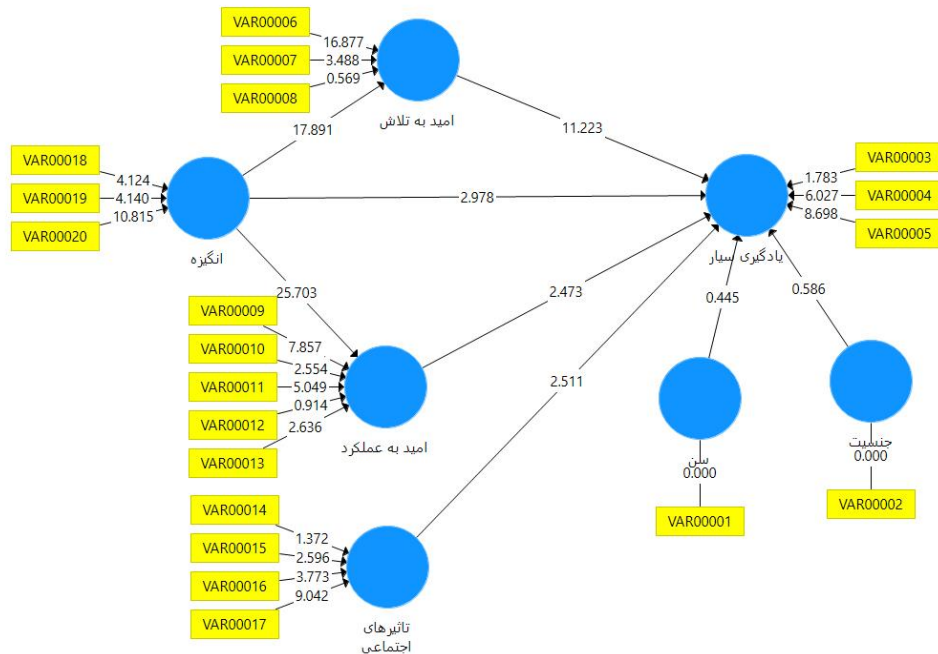 VAR00006
16.877
VAR00007
3.488
VAR00008
0.569
امید به تلاش
17.891
11.223
VAR00018
4.124
VAR00019
4.140
VAR00020
10.815
انگیزه
2.978
VAR00003
1.783
VAR00004
6.027
VAR00005
8.698
یادگیری سیار
25.703
2.473
0.445
0.586
VAR00009
7.857
VAR00010
2.554
VAR00011
5.049
VAR00012
0.914
VAR00013
2.636
امید به عملکرد
2.511
سن
0.000
VAR00001
جنسیت
0.000
VAR00002
VAR00014
1.372
VAR00015
2.596
VAR00016
3.773
VAR00017
9.042
تاثیرهای
اجتماعی